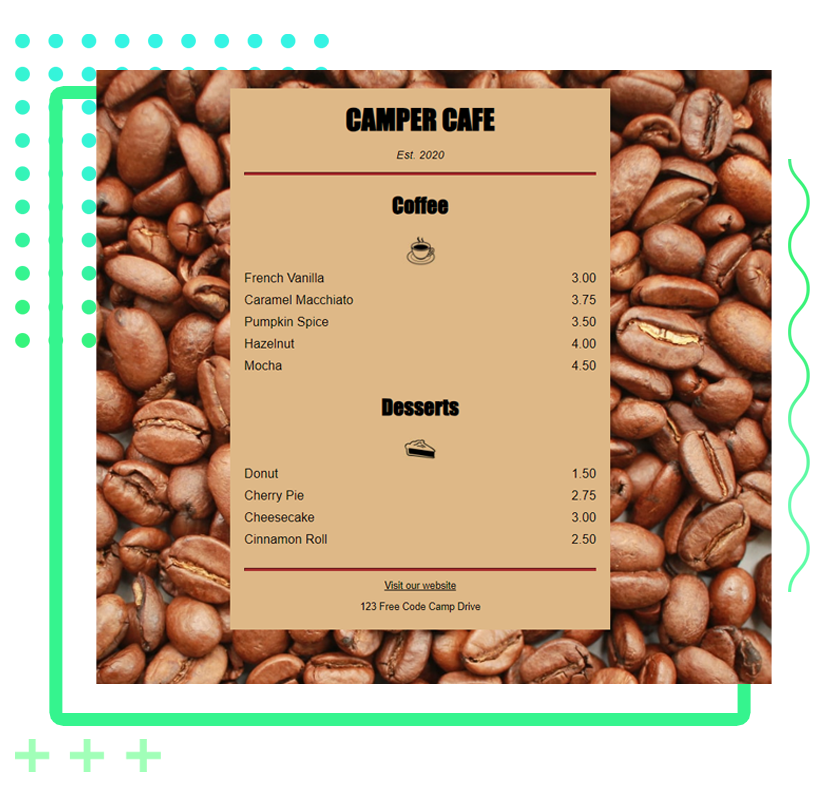 CAMPER CAFE
Est. 2020
Coffee
French Vanilla 3.00
Caramel Macchiato 3.75
Pumpkin Spice 3.50
Hazelnut 4.00
Mocha 4.50
Desserts
Donut 1.50
Cherry Pie 2.75
Cheesecake 3.00
Cinnamon Roll 2.50
Visit our website
123 Free Code Camp Drive